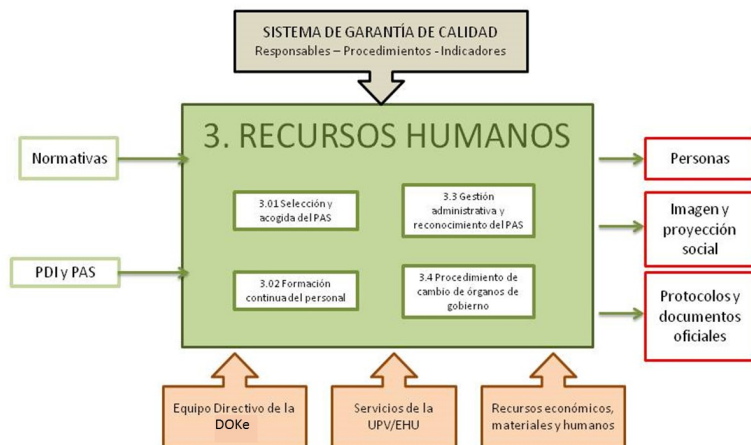 SISTEMA DE GARANTÍA DE CALIDAD
Responsables – Procedimientos - Indicadores
3. RECURSOS HUMANOS
Normativas
PDI y PAS
3.01 Selección y
acogida del PAS
3.3 Gestión
administrativa y
reconocimiento del PAS
3.02 Formación
continua del personal
3.4 Procedimiento de
cambio de órganos de
gobierno
Personas
Imagen y
proyección
social
Protocolos y
documentos
oficiales
Equipo Directivo de la
DOKe
Servicios de la
UPV/EHU
Recursos económicos,
materiales y humanos